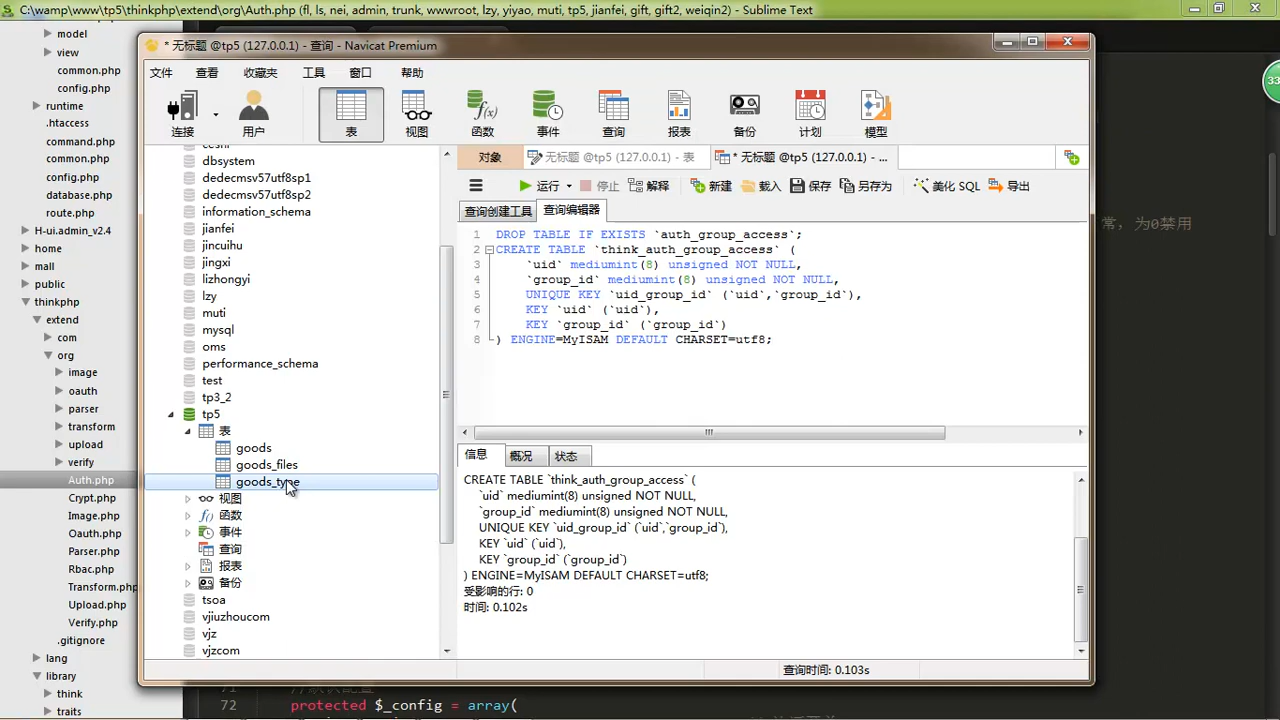 C:\wamp\www\tp5\thinkphp\extend\org\Auth.php (fl, ls, nei, admin, trunk, wwwroot, lzy, yiyao, muti, tp5, jianfei, gift, gift2, weiqin2) - Sublime Text
model
view
common.php
config.php
runtime
.htaccess
command.php
common.php
config.php
database.php
route.php
H-ui.admin_v2.4
home
mall
public
thinkphp
extend
com
org
image
oauth
parser
transform
upload
verify
Auth.php
Crypt.php
Image.php
Oauth.php
Parser.php
Rbac.php
Transform.php
Upload.php
Verify.php
.gitignore
lang
library
think
traits
* 无标题 @tp5 (127.0.0.1) - 查询 - Navicat Premium
文件 查看 收藏夹 工具 窗口 帮助
连接 用户 表 视图 函数 事件 查询 报表 备份 计划 模型
dbsystem
dedecmsv57utf8sp1
dedecmsv57utf8sp2
information_schema
jianfei
jincuihu
jingxi
lizhongyi
lzy
muti
mysql
oms
performance_schema
test
tp3_2
tp5
表
goods
goods_files
goods_type
视图
函数
事件
查询
报表
备份
tsoa
vjiuzhoucom
vjz
vjzcom
对象 无标题 @tp5 (127.0.0.1) - 表 * 无标题 @tp5 (127.0.0.1) - ...
运行 停止 解释 新建 载入 保存 另存为 美化 SQL 导出
查询创建工具 查询编辑器
1 DROP TABLE IF EXISTS `auth_group_access`;
2 CREATE TABLE `think_auth_group_access` (
3 `uid` mediumint(8) unsigned NOT NULL,
4 `group_id` mediumint(8) unsigned NOT NULL,
5 UNIQUE KEY `uid_group_id` (`uid`,`group_id`),
6 KEY `uid` (`uid`),
7 KEY `group_id` (`group_id`)
8 ) ENGINE=MyISAM DEFAULT CHARSET=utf8;
信息 概况 状态
CREATE TABLE `think_auth_group_access` (
`uid` mediumint(8) unsigned NOT NULL,
`group_id` mediumint(8) unsigned NOT NULL,
UNIQUE KEY `uid_group_id` (`uid`,`group_id`),
KEY `uid` (`uid`),
KEY `group_id` (`group_id`)
) ENGINE=MyISAM DEFAULT CHARSET=utf8;
受影响的行: 0
时间: 0.102s
查询时间: 0.103s
常，为0禁用
33
72 protected $_config = array(